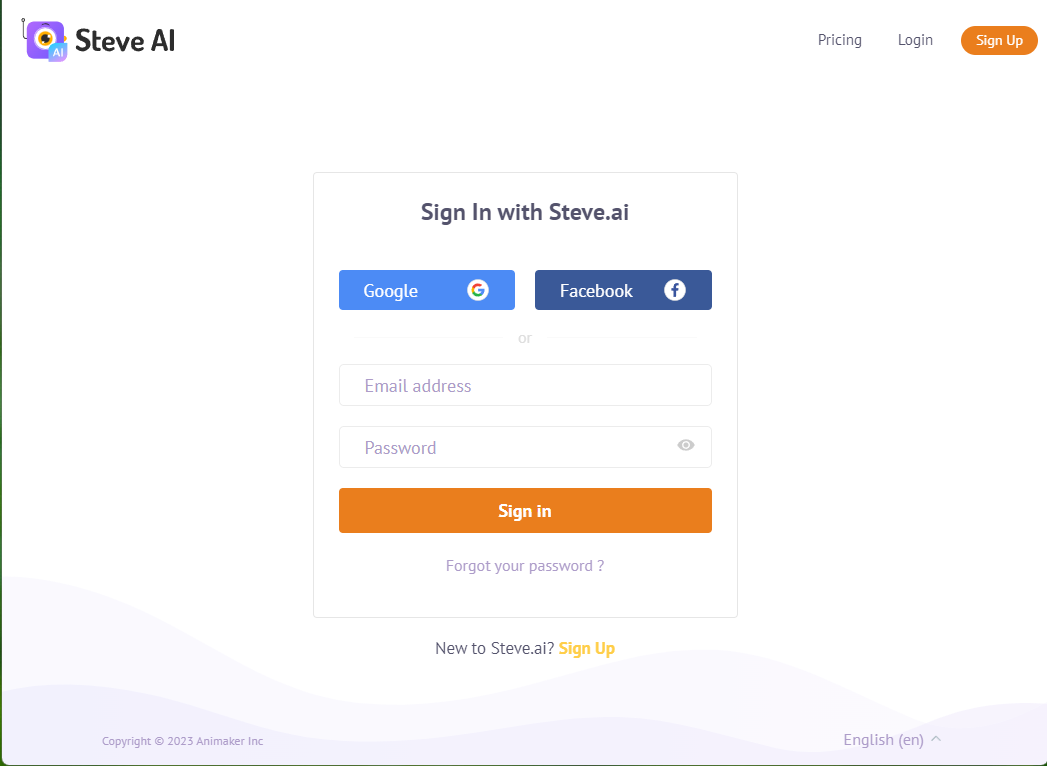 AI Steve AI
Pricing Login Sign Up
Sign In with Steve.ai
Google Facebook
or
Email address
Password
Sign in
Forgot your password ?
New to Steve.ai? Sign Up
Copyright © 2023 Animaker Inc
English (en)